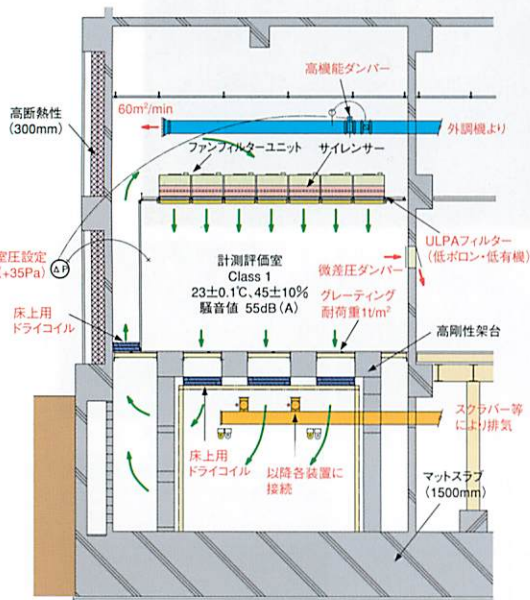 高機能ダンバー
高断熱性
(300mm)
60m²/min
外調機より
ファンフィルターユニット
サイレンサー
ULPAフィルター
(低ボロン・低有機)
室圧設定
(+35Pa)
ΔP
計測評価室
Class 1
23±0.1℃、45±10%
騒音値 55dB(A)
微差圧ダンバー
グレーティング
耐荷重1t/m²
床上用
ドライコイル
高剛性架台
スクラバー等
により排気
床上用
ドライコイル
以降各装置に
接続
マットスラブ
(1500mm)